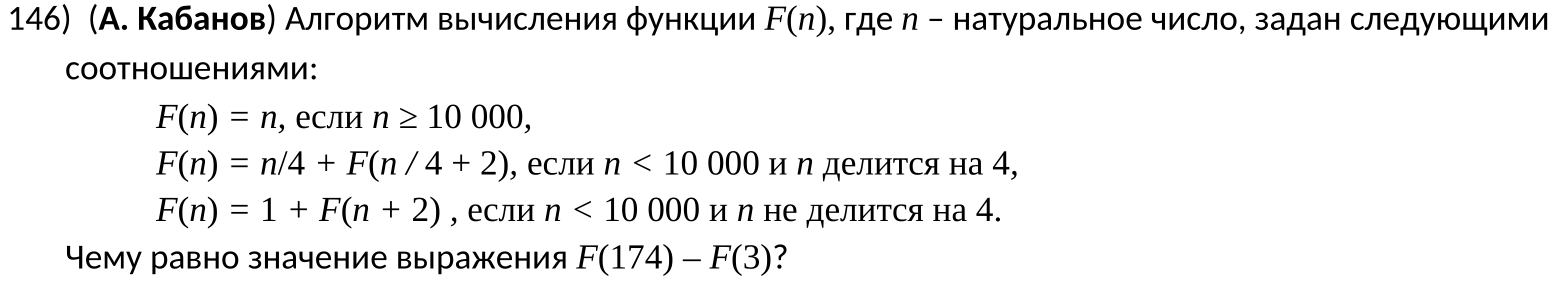 146) (А. Кабанов) Алгоритм вычисления функции F(n), где n – натуральное число, задан следующими
соотношениями:
F(n) = n, если n ≥ 10 000,
F(n) = n/4 + F(n / 4 + 2), если n < 10 000 и n делится на 4,
F(n) = 1 + F(n + 2) , если n < 10 000 и n не делится на 4.
Чему равно значение выражения F(174) – F(3)?